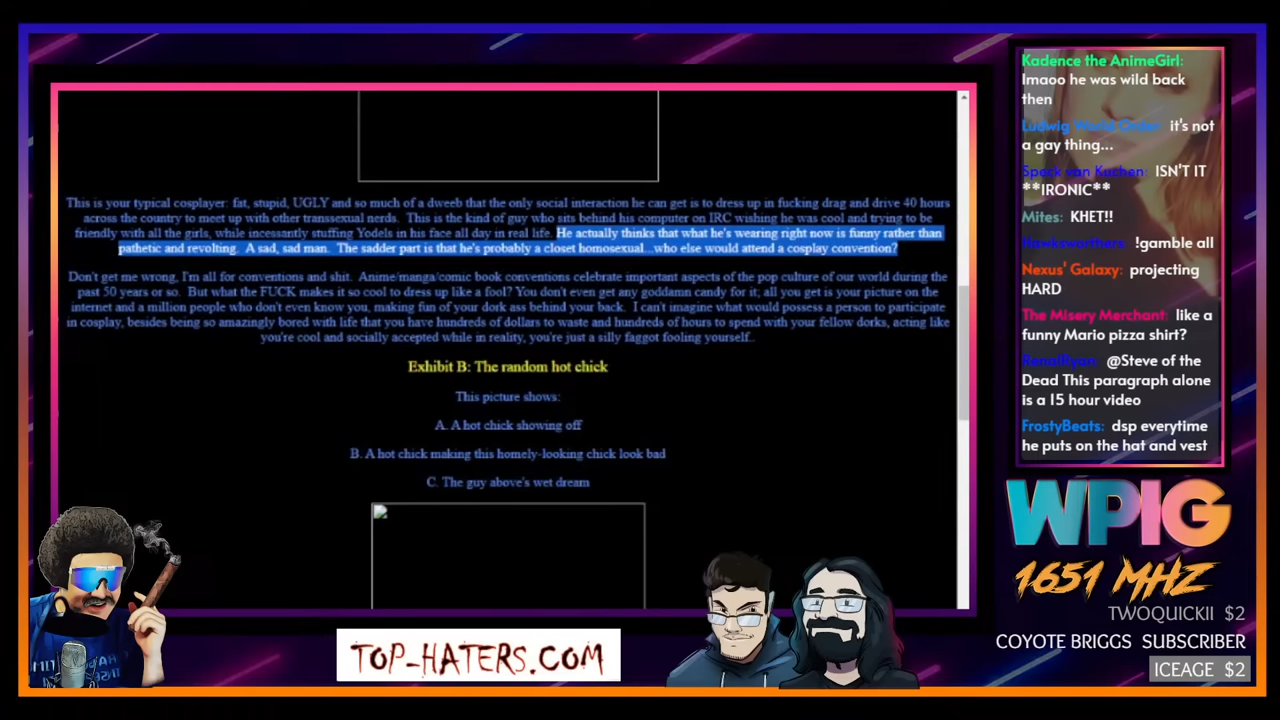 This is your typical cosplayer: fat, stupid, UGLY and so much of a dweeb that the only social interaction he can get is to dress up in fucking drag and drive 40 hours
across the country to meet up with other transsexual nerds. This is the kind of guy who sits behind his computer on IRC wishing he was cool and trying to be
friendly with all the girls, while incessantly stuffing Yodels in his face all day in real life. He actually thinks that what he's wearing right now is funny rather than
pathetic and revolting. A sad, sad man. The sadder part is that he's probably a closet homosexual...who else would attend a cosplay convention?
Don't get me wrong, I'm all for conventions and shit. Anime/manga/comic book conventions celebrate important aspects of the pop culture of our world during the
past 50 years or so. But what the FUCK makes it so cool to dress up like a fool? You don't even get any goddamn candy for it; all you get is your picture on the
internet and a million people who don't even know you, making fun of your dork ass behind your back. I can't imagine what would possess a person to participate
in cosplay, besides being so amazingly bored with life that you have hundreds of dollars to waste and hundreds of hours to spend with your fellow dorks, acting like
you're cool and socially accepted while in reality, you're just a silly faggot fooling yourself..
Exhibit B: The random hot chick
This picture shows:
A. A hot chick showing off
B. A hot chick making this homely-looking chick look bad
C. The guy above's wet dream
Kadence the AnimeGirl:
lmaoo he was wild back
then
Ludwig World Order: it's not
a gay thing...
Speck van Kuchen: ISN'T IT
**IRONIC**
Mites: KHET!!
Hawksworthers: !gamble all
Nexus' Galaxy: projecting
HARD
The Misery Merchant: like a
funny Mario pizza shirt?
RenalRyan: @Steve of the
Dead This paragraph alone
is a 15 hour video
FrostyBeats: dsp everytime
he puts on the hat and vest
WPIG
1651 MHZ
TWOQUICKII $2
COYOTE BRIGGS SUBSCRIBER
ICEAGE $2
TOP-HATERS.COM